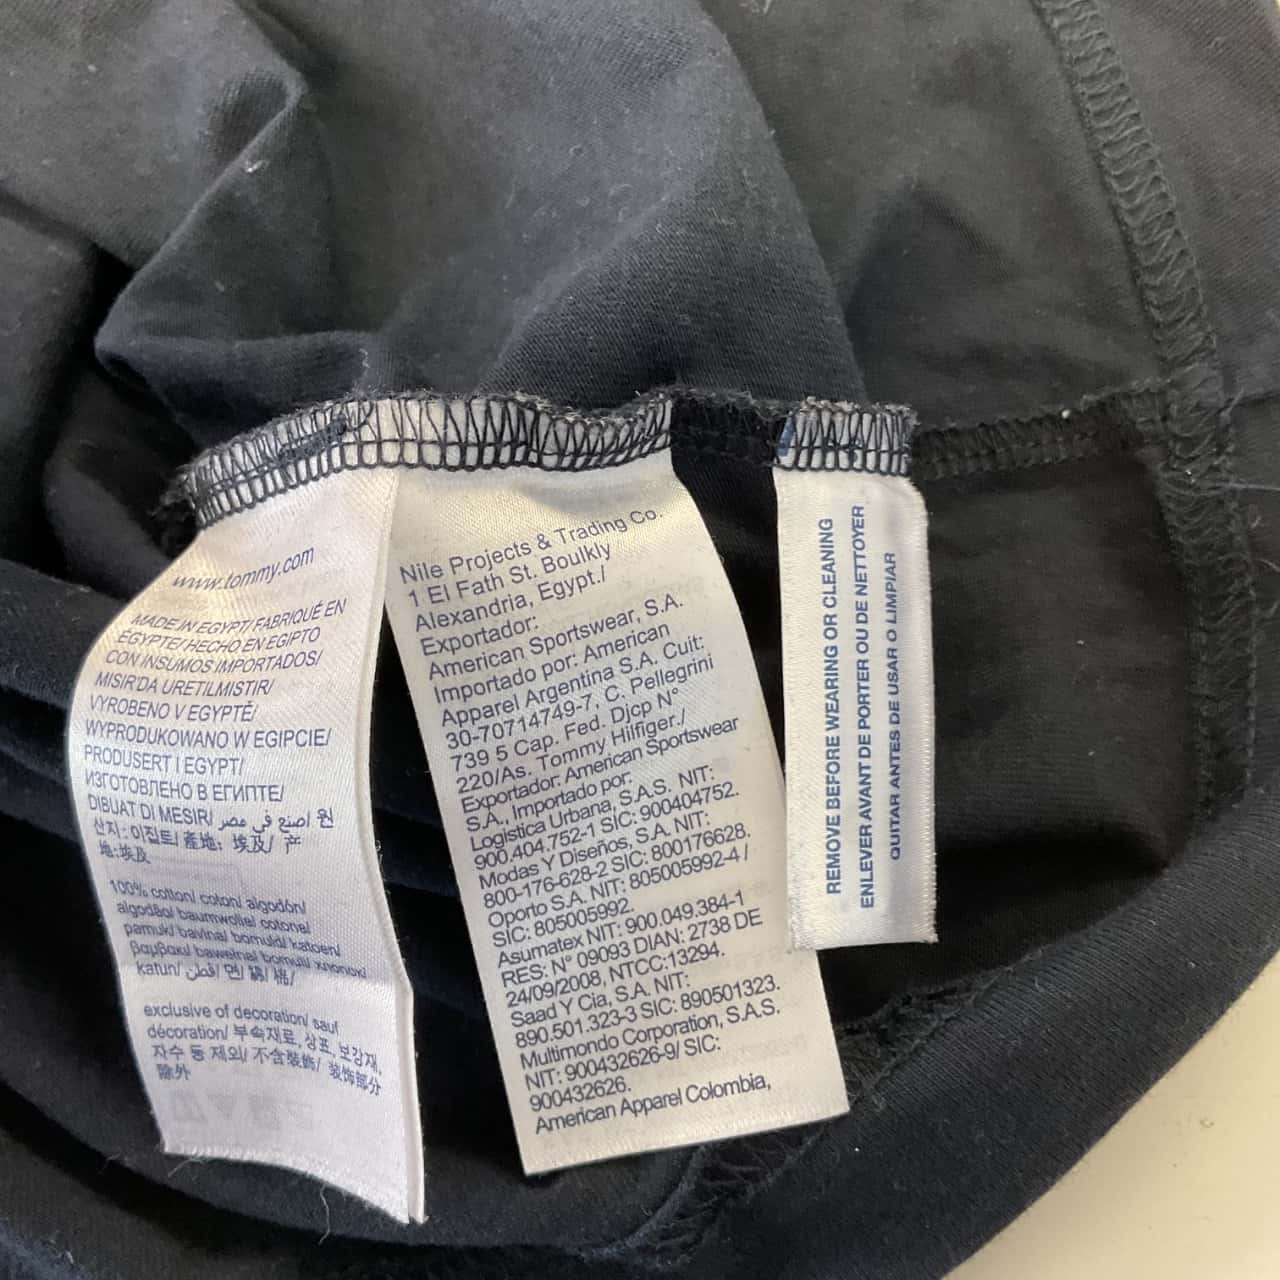 www.tommy.com
MADE IN EGYPT/ FABRIQUÉ EN
EGYPTE/ HECHO EN EGIPTO
CON INSUMOS IMPORTADOS/
MISIR'DA URETILMISTIR/
VYROBENO V EGYPTĚ/
WYPRODUKOWANO W EGIPCIE/
PRODUSERT I EGYPT/
ИЗГОТОВЛЕНО В ЕГИПТЕ/
DIBUAT DI MESIR/ اصنع في مصر 원
산지: 이집트/ 產地: 埃及/ 产
地:埃及
100% cotton/ coton/ algodón/
algodão/ baumwolle/ cotone/
pamuk/ bavlna/ bomuld/ katoen/
βαμβακι/ bawełna/ bomull/ хлопок/
katun/ قطن/ 면/ 綿/ 棉/
exclusive of decoration/ sauf
décoration/ 부속재료, 상표, 보강재,
자수 등 제외/ 不含裝飾/ 装饰部分
除外
Nile Projects & Trading Co.
1 El Fath St. Boulkly
Alexandria, Egypt./
Exportador:
American Sportswear, S.A.
Importado por: American
Apparel Argentina S.A. Cuit:
30-70714749-7, C. Pellegrini
739 5 Cap. Fed. Djcp N°
220/As. Tommy Hilfiger./
Exportador: American Sportswear
S.A., Importado por:
Logistica Urbana, S.A.S. NIT:
900.404.752-1 SIC: 900404752.
Modas Y Diseños, S.A. NIT:
800-176-628-2 SIC: 800176628.
Oporto S.A. NIT: 805005992-4 /
SIC: 805005992.
Asumatex NIT: 900.049.384-1
RES: N° 09093 DIAN: 2738 DE
24/09/2008, NTCC:13294.
Saad Y Cia, S.A. NIT:
890.501.323-3 SIC: 890501323.
Multimondo Corporation, S.A.S.
NIT: 900432626-9/ SIC:
900432626.
American Apparel Colombia,
REMOVE BEFORE WEARING OR CLEANING
ENLEVER AVANT DE PORTER OU DE NETTOYER
QUITAR ANTES DE USAR O LIMPIAR